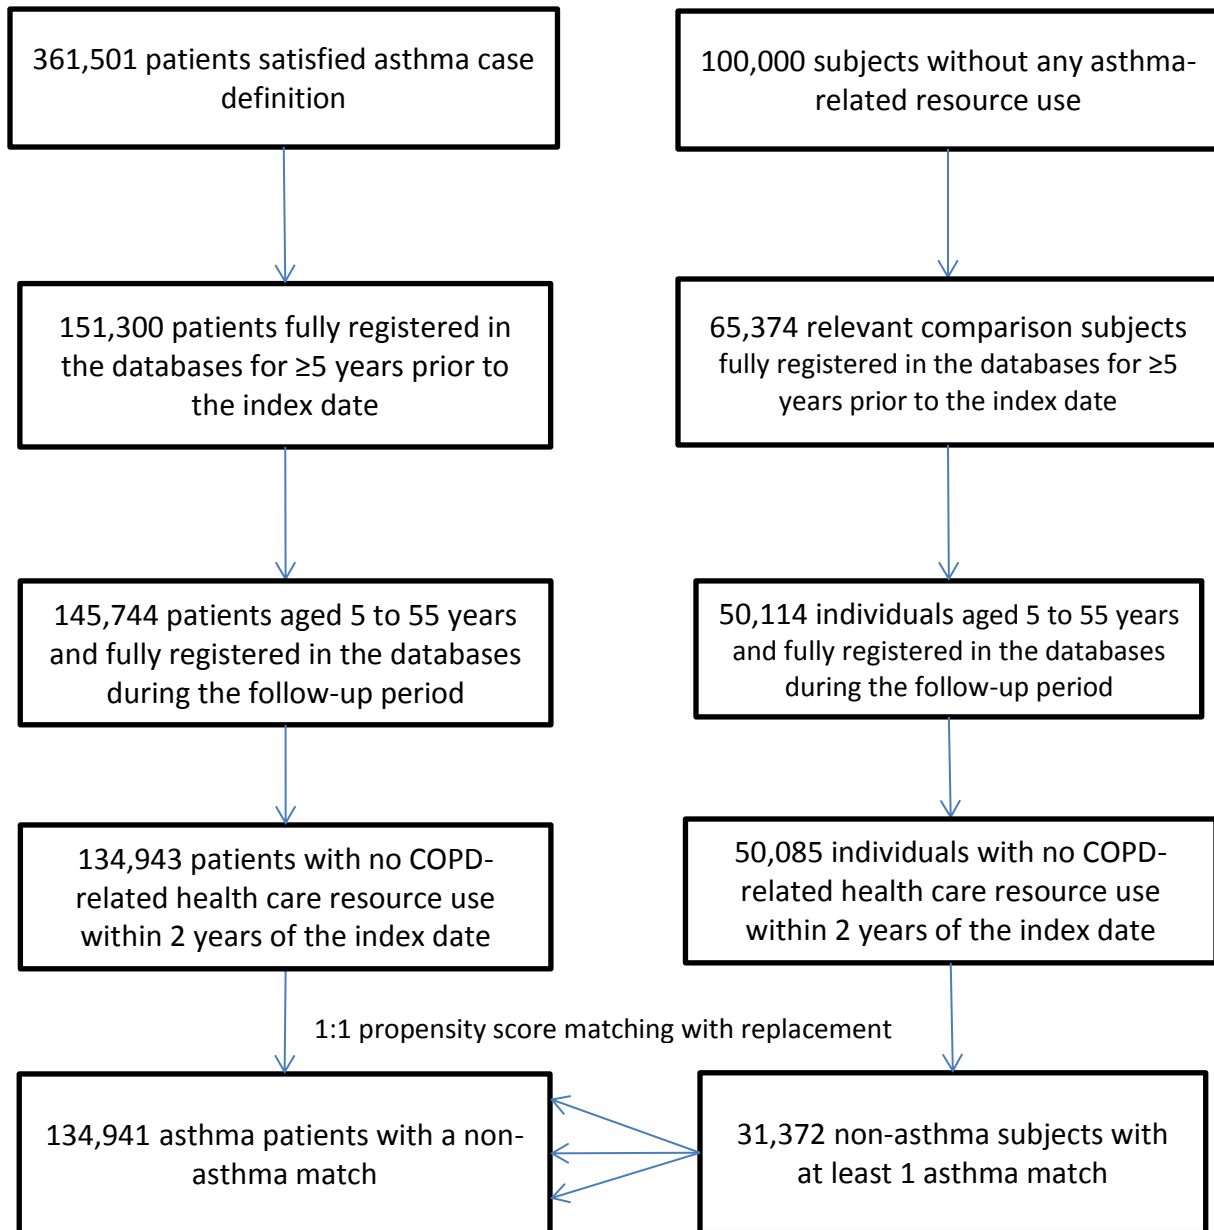 361,501 patients satisfied asthma case
definition
100,000 subjects without any asthma-
related resource use
151,300 patients fully registered in
the databases for ≥5 years prior to
the index date
65,374 relevant comparison subjects
fully registered in the databases for ≥5
years prior to the index date
145,744 patients aged 5 to 55 years
and fully registered in the databases
during the follow-up period
50,114 individuals aged 5 to 55 years
and fully registered in the databases
during the follow-up period
134,943 patients with no COPD-
related health care resource use
within 2 years of the index date
50,085 individuals with no COPD-
related health care resource use
within 2 years of the index date
1:1 propensity score matching with replacement
134,941 asthma patients with a non-
asthma match
31,372 non-asthma subjects with
at least 1 asthma match